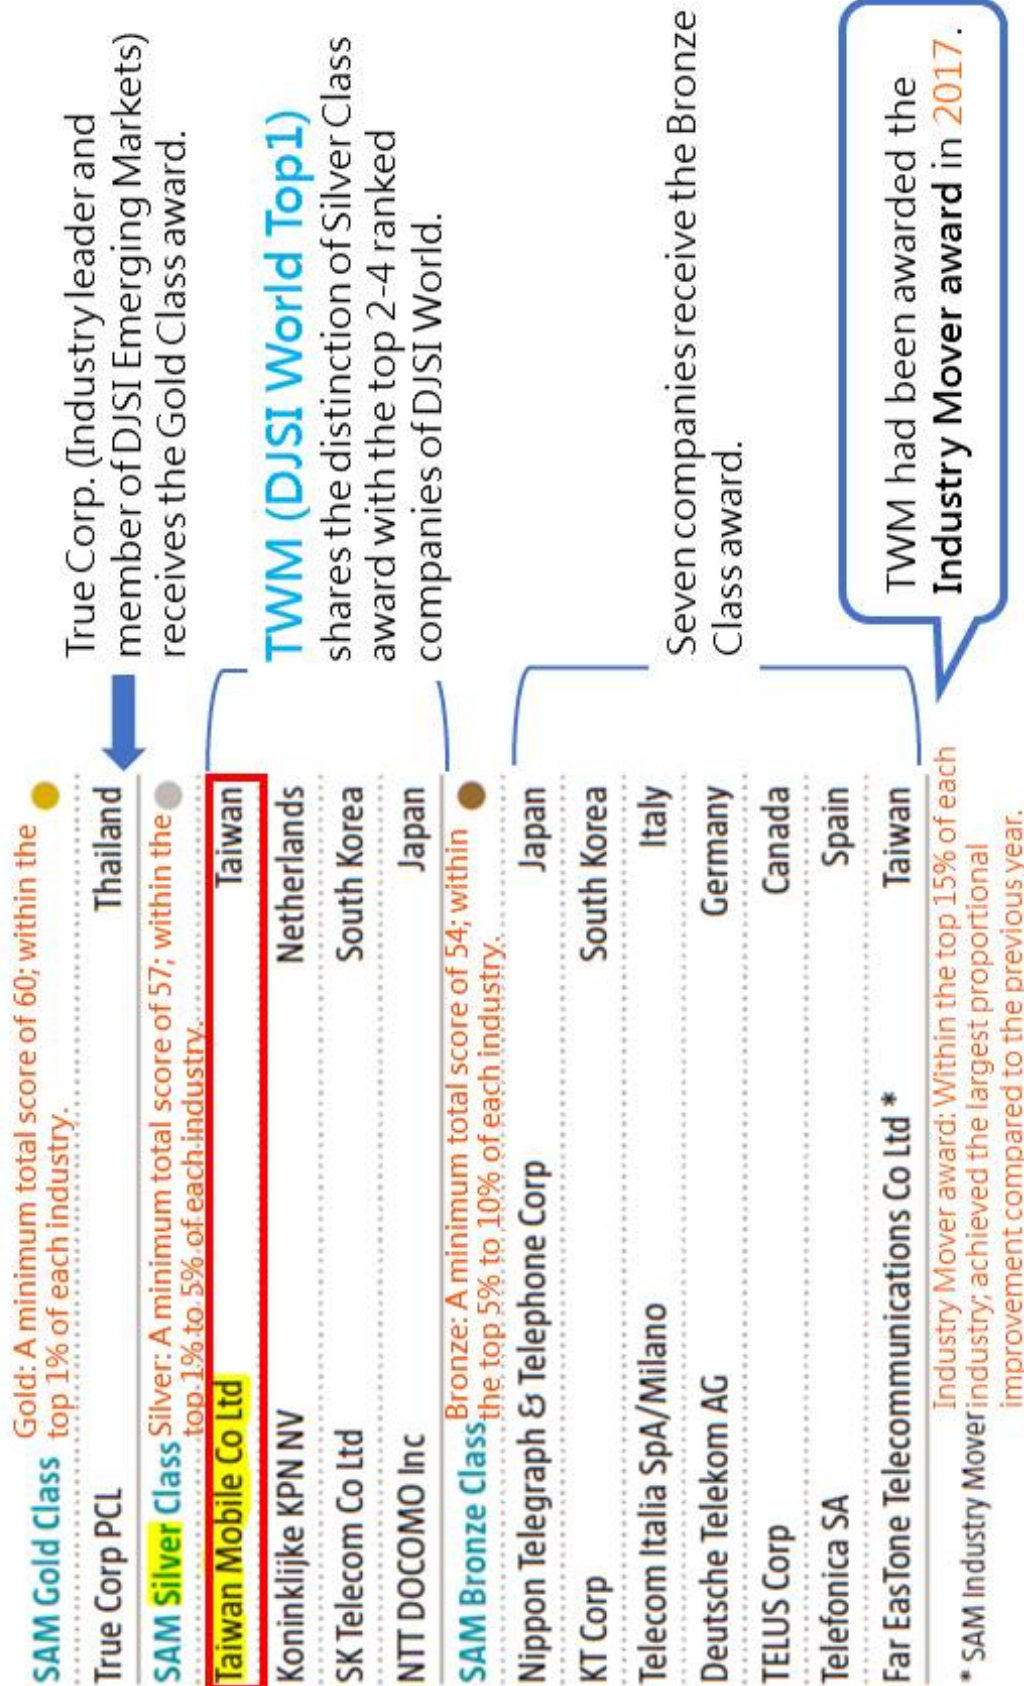 SAM Gold Class
Gold: A minimum total score of 60; within the
top 1% of each industry.
True Corp PCL Thailand
SAM Silver Class
Silver: A minimum total score of 57; within the
top 1% to 5% of each industry.
Taiwan Mobile Co Ltd Taiwan
Koninklijke KPN NV Netherlands
SK Telecom Co Ltd South Korea
NTT DOCOMO Inc Japan
SAM Bronze Class
Bronze: A minimum total score of 54; within
the top 5% to 10% of each industry.
Nippon Telegraph & Telephone Corp Japan
KT Corp South Korea
Telecom Italia SpA/Milano Italy
Deutsche Telekom AG Germany
TELUS Corp Canada
Telefonica SA Spain
Far EasTone Telecommunications Co Ltd * Taiwan
* SAM Industry Mover
Industry Mover award: Within the top 15% of each
industry; achieved the largest proportional
improvement compared to the previous year.
True Corp. (Industry leader and
member of DJSI Emerging Markets)
receives the Gold Class award.
TWM (DJSI World Top1)
shares the distinction of Silver Class
award with the top 2-4 ranked
companies of DJSI World.
Seven companies receive the Bronze
Class award.
TWM had been awarded the
Industry Mover award in 2017.